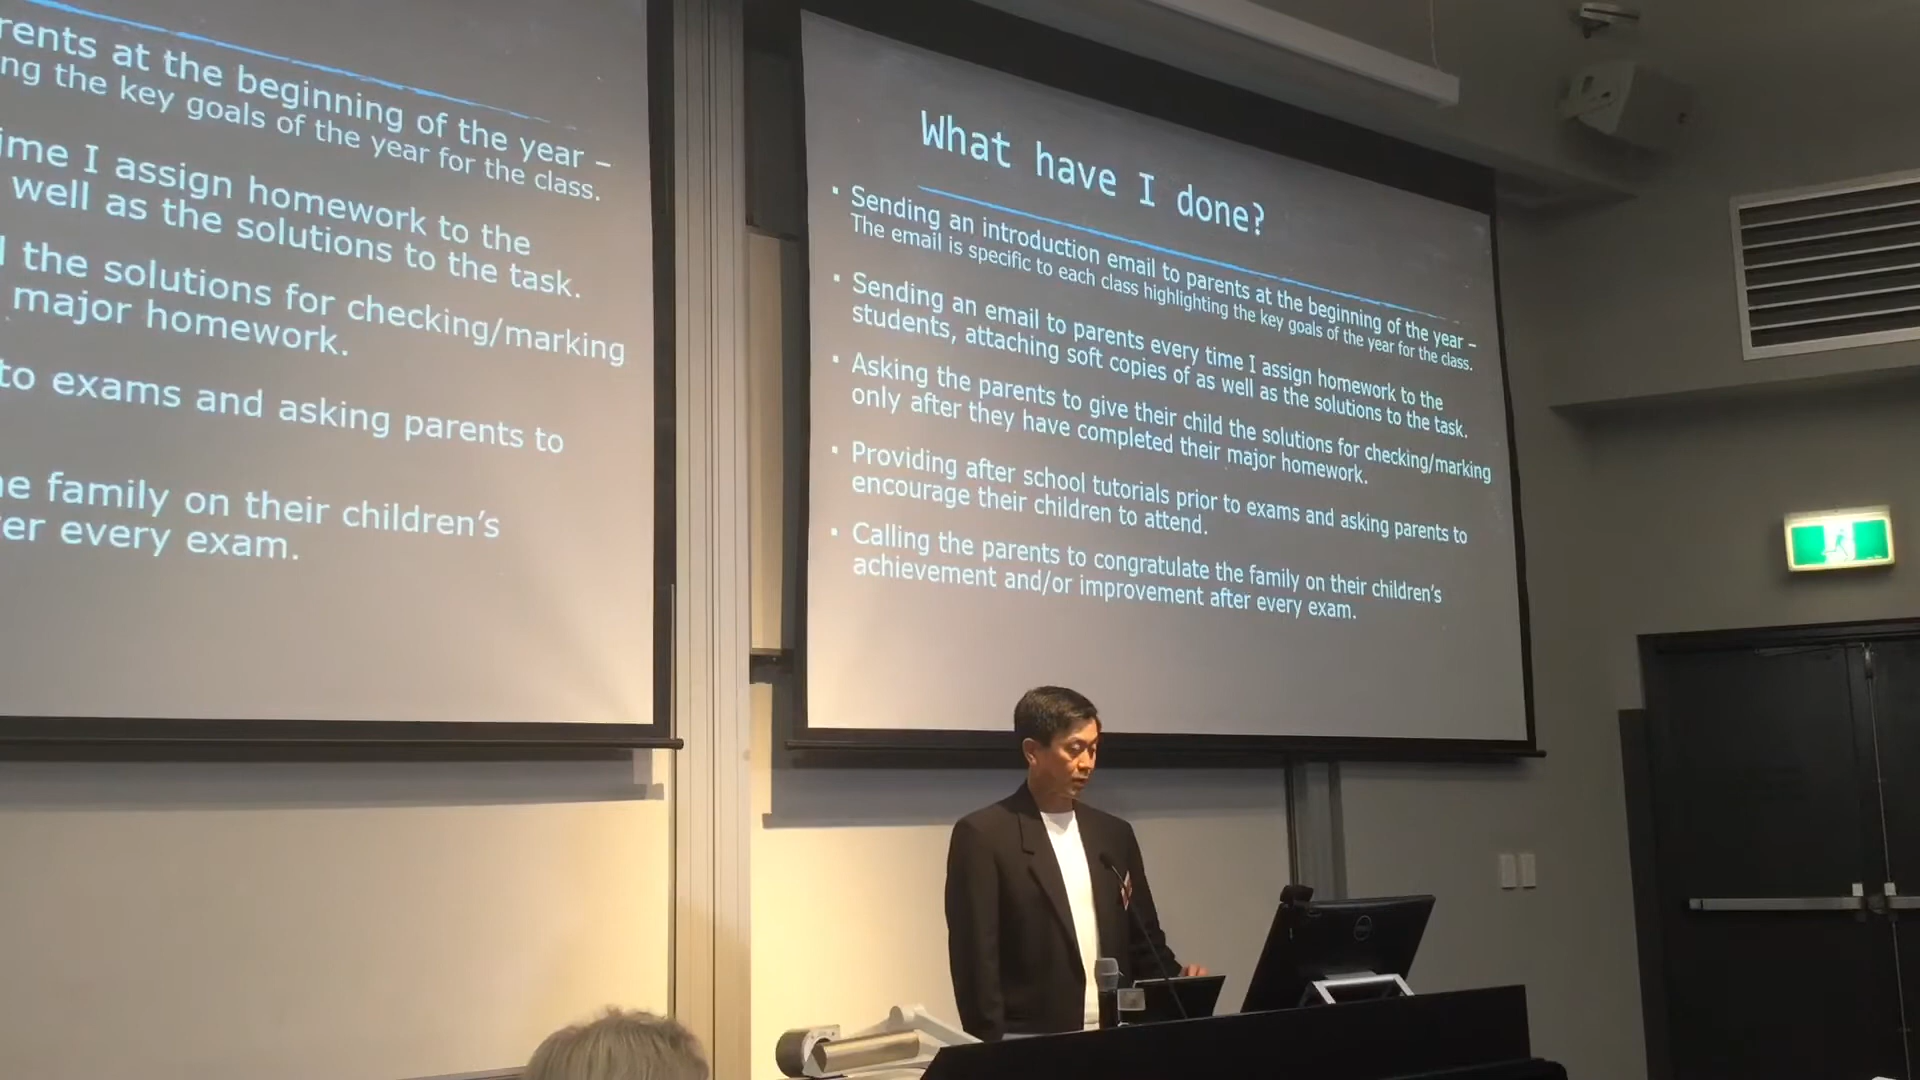 rents at the beginning of the year –
ng the key goals of the year for the class.
ime I assign homework to the
well as the solutions to the task.
the solutions for checking/marking
major homework.
to exams and asking parents to
e family on their children's
er every exam.
What have I done?
▪ Sending an introduction email to parents at the beginning of the year –
The email is specific to each class highlighting the key goals of the year for the class.
▪ Sending an email to parents every time I assign homework to the
students, attaching soft copies of as well as the solutions to the task.
▪ Asking the parents to give their child the solutions for checking/marking
only after they have completed their major homework.
▪ Providing after school tutorials prior to exams and asking parents to
encourage their children to attend.
▪ Calling the parents to congratulate the family on their children's
achievement and/or improvement after every exam.
DELL